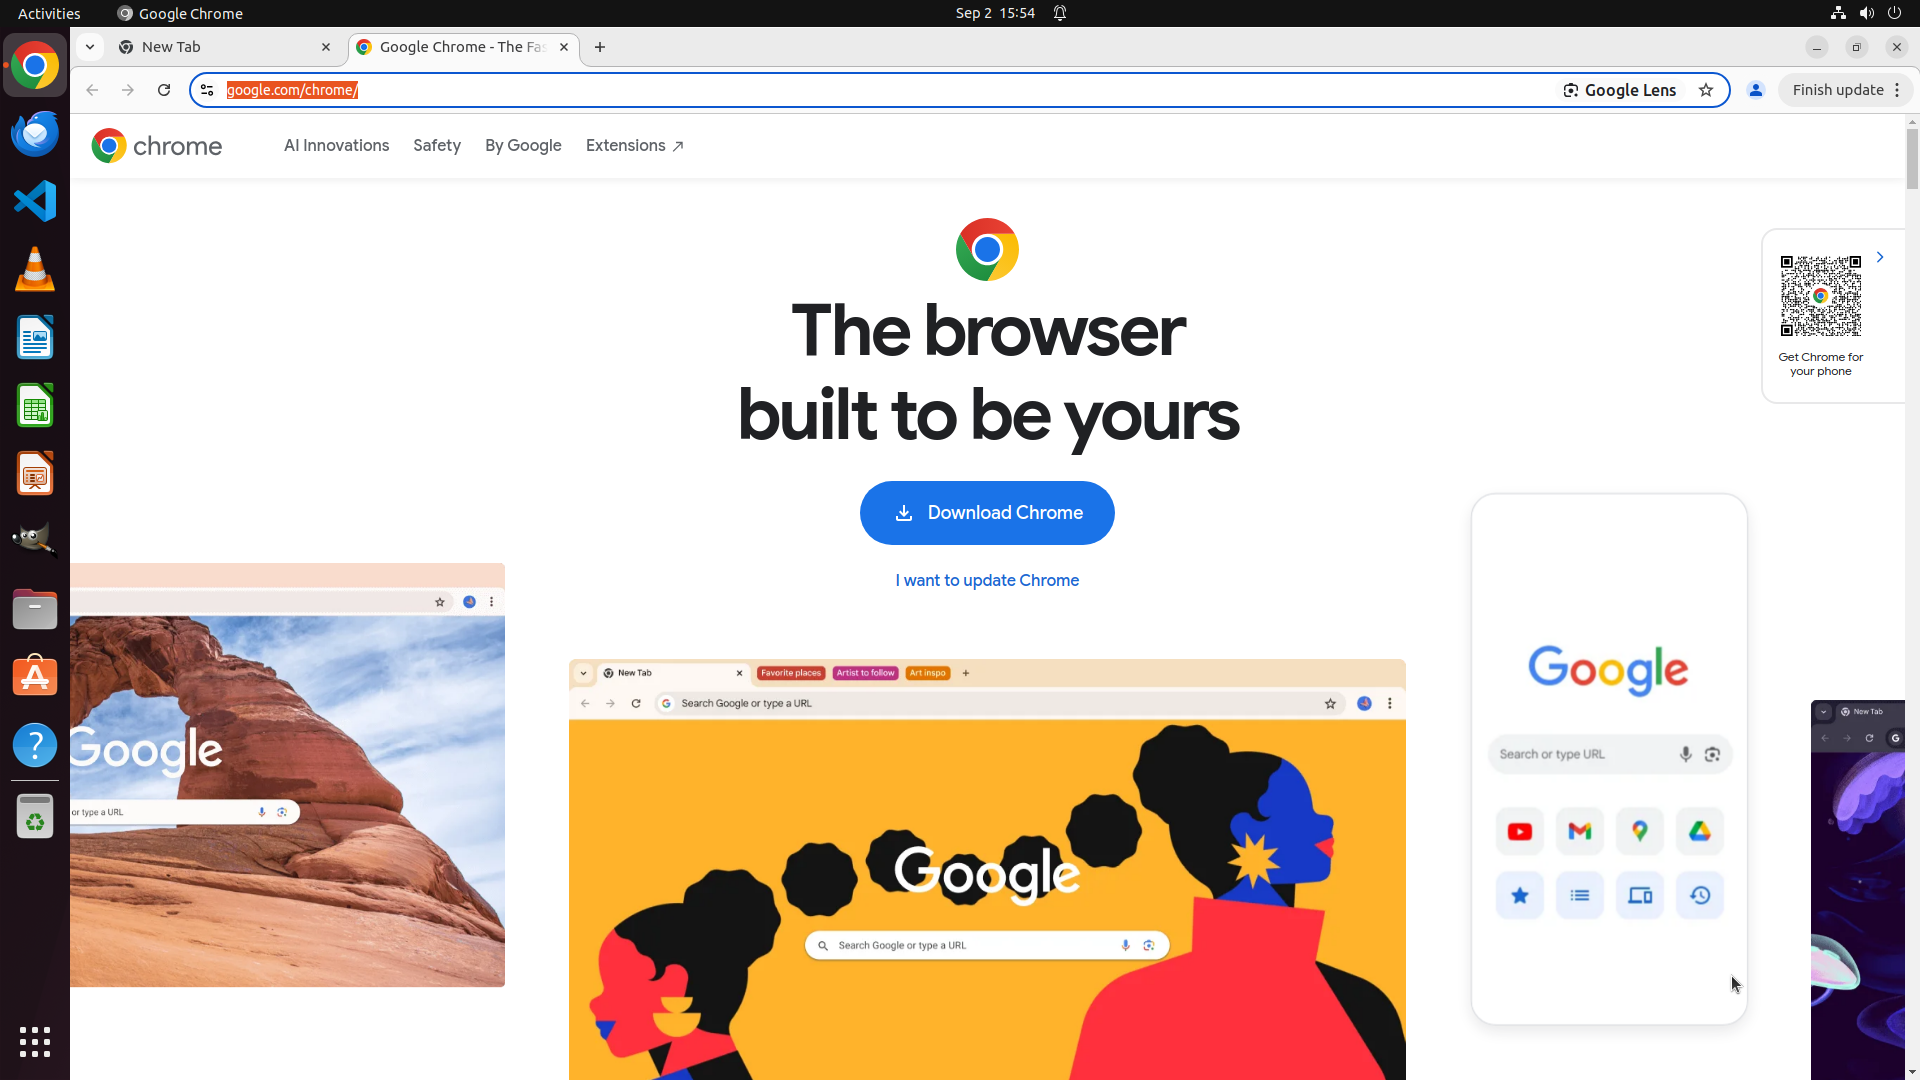 Activities
Google Chrome
Sep 2 15:54
New Tab
Google Chrome - The Fas
google.com/chrome/
Google Lens
Finish update
chrome
AI Innovations
Safety
By Google
Extensions
The browser
built to be yours
Get Chrome for
your phone
Download Chrome
I want to update Chrome
Google
or type a URL
New Tab
Favorite places
Artist to follow
Art inspo
Search Google or type a URL
Google
Search Google or type a URL
Google
Search or type URL
New Tab